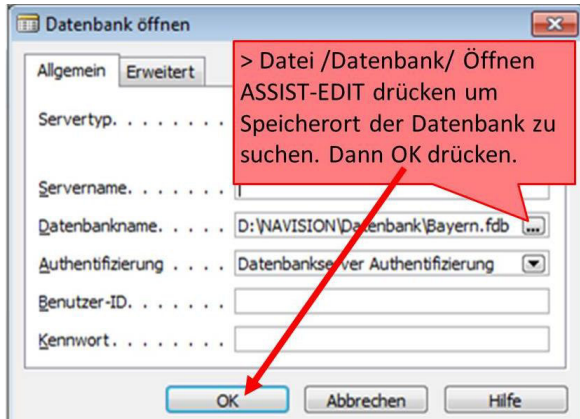 Datenbank öffnen
Allgemein Erweitert
> Datei /Datenbank/ Öffnen
ASSIST-EDIT drücken um
Speicherort der Datenbank zu
suchen. Dann OK drücken.
Servertyp. . . . . . . .
Servername. . . . . . .
Datenbankname. . . . . D:\NAVISION\Datenbank\Bayern.fdb ...
Authentifizierung . . . . Datenbankserver Authentifizierung
Benutzer-ID. . . . . . .
Kennwort. . . . . . . .
OK Abbrechen Hilfe